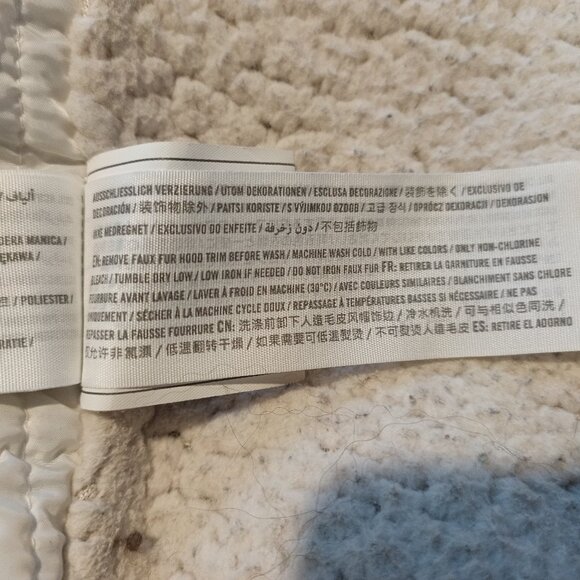 ألياف /
DERA MANICA /
ĘKAWA /
/ POLIESTER /
RATIE /
AUSSCHLIESSLICH VERZIERUNG / UTOM DEKORATIONEN / ESCLUSA DECORAZIONE / 装飾を除く / EXCLUSIVO DE
DECORACIÓN / 装饰物除外 / PAITSI KORISTE / S VÝJIMKOU OZDOB / 고급 장식 / OPRÓCZ DEKORACJI / DEKORASJON
IKKE MEDREGNET / EXCLUSIVO DO ENFEITE / دون زخرفة / 不包括飾物
EN: REMOVE FAUX FUR HOOD TRIM BEFORE WASH / MACHINE WASH COLD / WITH LIKE COLORS / ONLY NON-CHLORINE
BLEACH / TUMBLE DRY LOW / LOW IRON IF NEEDED / DO NOT IRON FAUX FUR FR: RETIRER LA GARNITURE EN FAUSSE
FOURRURE AVANT LAVAGE / LAVER À FROID EN MACHINE (30°C) / AVEC COULEURS SIMILAIRES / BLANCHIMENT SANS CHLORE
UNIQUEMENT / SÉCHER À LA MACHINE CYCLE DOUX / REPASSAGE À TEMPÉRATURES BASSES SI NÉCESSAIRE / NE PAS
REPASSER LA FAUSSE FOURRURE CN: 洗涤前卸下人造毛皮风帽饰边 / 冷水机洗 / 可与相似色同洗 /
仅允许非氯漂 / 低温翻转干燥 / 如果需要可低温熨烫 / 不可熨烫人造毛皮 ES: RETIRE EL ADORNO